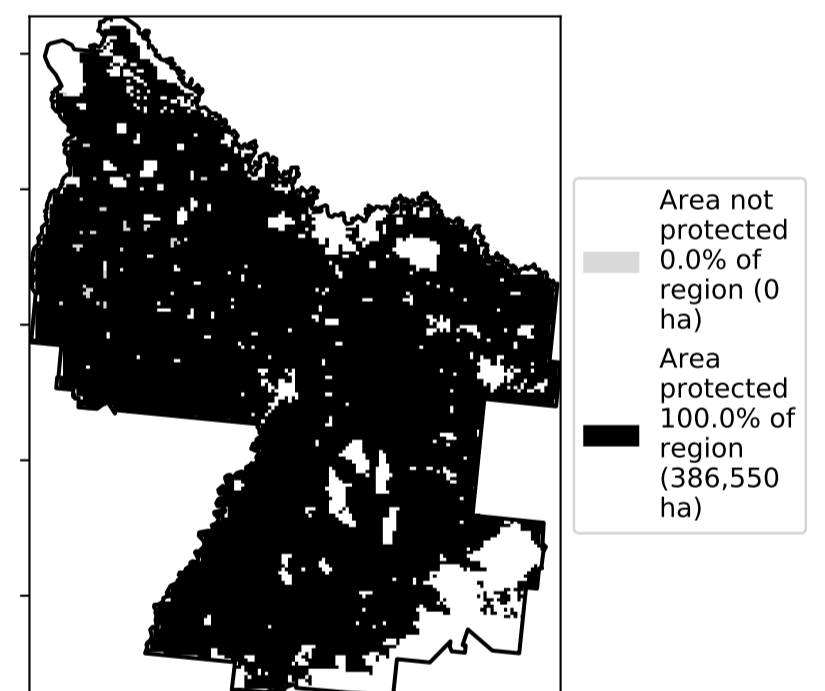 Area not
protected
0.0% of
region (0
ha)
Area
protected
100.0% of
region
(386,550
ha)